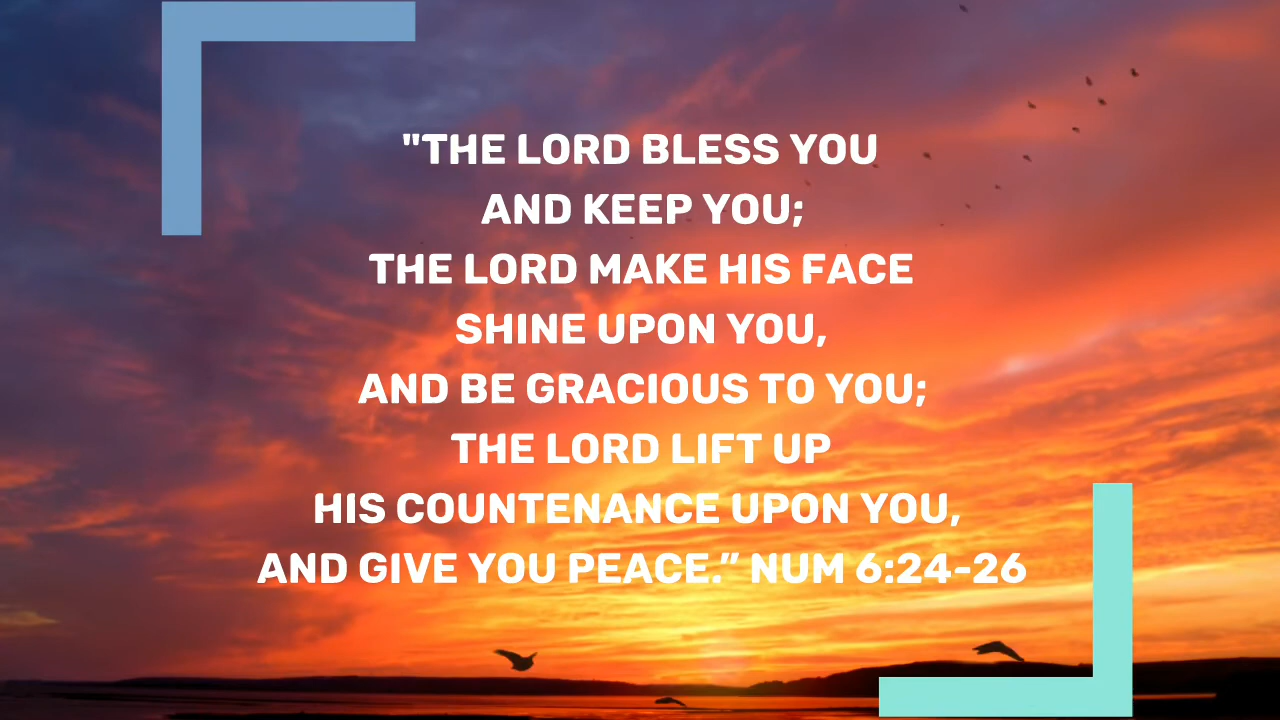 "THE LORD BLESS YOU
AND KEEP YOU;
THE LORD MAKE HIS FACE
SHINE UPON YOU,
AND BE GRACIOUS TO YOU;
THE LORD LIFT UP
HIS COUNTENANCE UPON YOU,
AND GIVE YOU PEACE.” NUM 6:24-26